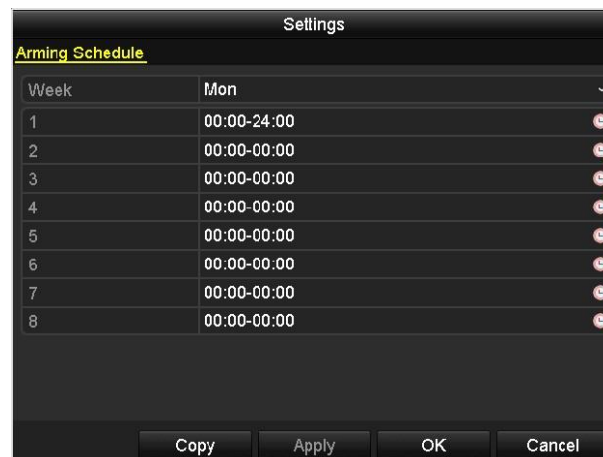 Settings
Arming Schedule
Week Mon
1 00:00-24:00
2 00:00-00:00
3 00:00-00:00
4 00:00-00:00
5 00:00-00:00
6 00:00-00:00
7 00:00-00:00
8 00:00-00:00
Copy Apply OK Cancel